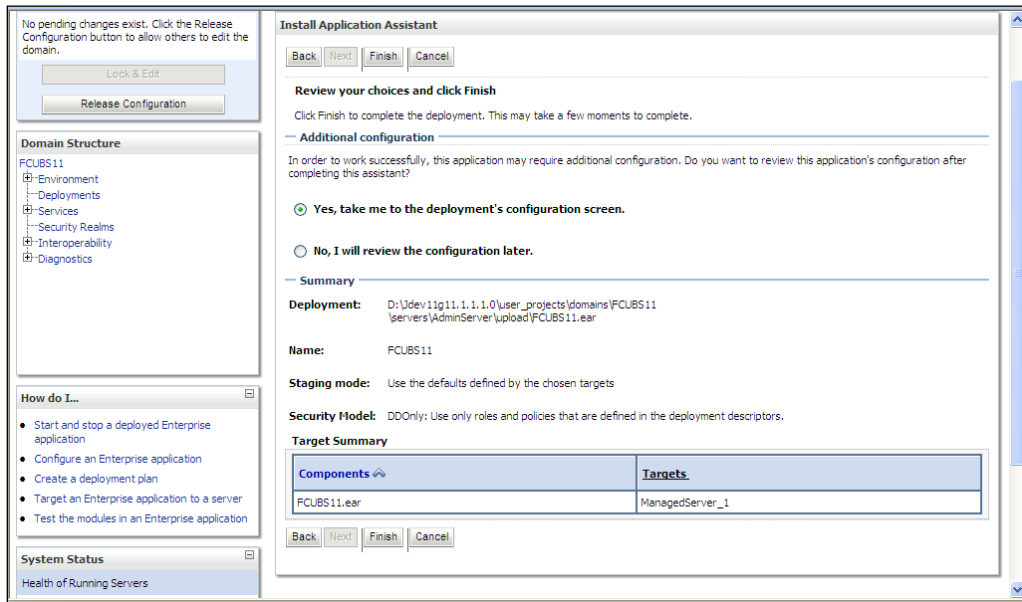 No pending changes exist. Click the Release
Configuration button to allow others to edit the
domain.
Lock & Edit
Release Configuration
Domain Structure
FCUBS11
Environment
Deployments
Services
Security Realms
Interoperability
Diagnostics
How do I...
Start and stop a deployed Enterprise
application
Configure an Enterprise application
Create a deployment plan
Target an Enterprise application to a server
Test the modules in an Enterprise application
System Status
Health of Running Servers
Install Application Assistant
Back Next Finish Cancel
Review your choices and click Finish
Click Finish to complete the deployment. This may take a few moments to complete.
Additional configuration
In order to work successfully, this application may require additional configuration. Do you want to review this application's configuration after
completing this assistant?
Yes, take me to the deployment's configuration screen.
No, I will review the configuration later.
Summary
Deployment: D:\Jdev11g11.1.1.1.0\user_projects\domains\FCUBS11
\servers\AdminServer\upload\FCUBS11.ear
Name: FCUBS11
Staging mode: Use the defaults defined by the chosen targets
Security Model: DDOnly: Use only roles and policies that are defined in the deployment descriptors.
Target Summary
Components Targets
FCUBS11.ear ManagedServer_1
Back Next Finish Cancel